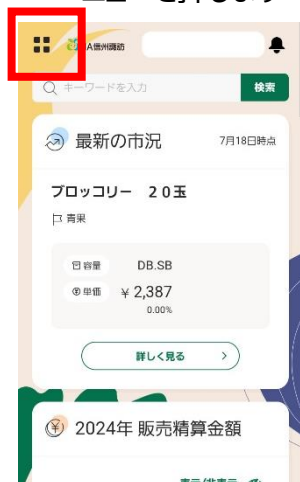 JA信州諏訪
キーワードを入力
検索
最新の市況
7月18日時点
ブロッコリー 20玉
青果
容量 DB.SB
単価 ¥2,387
0.00%
詳しく見る
2024年 販売精算金額